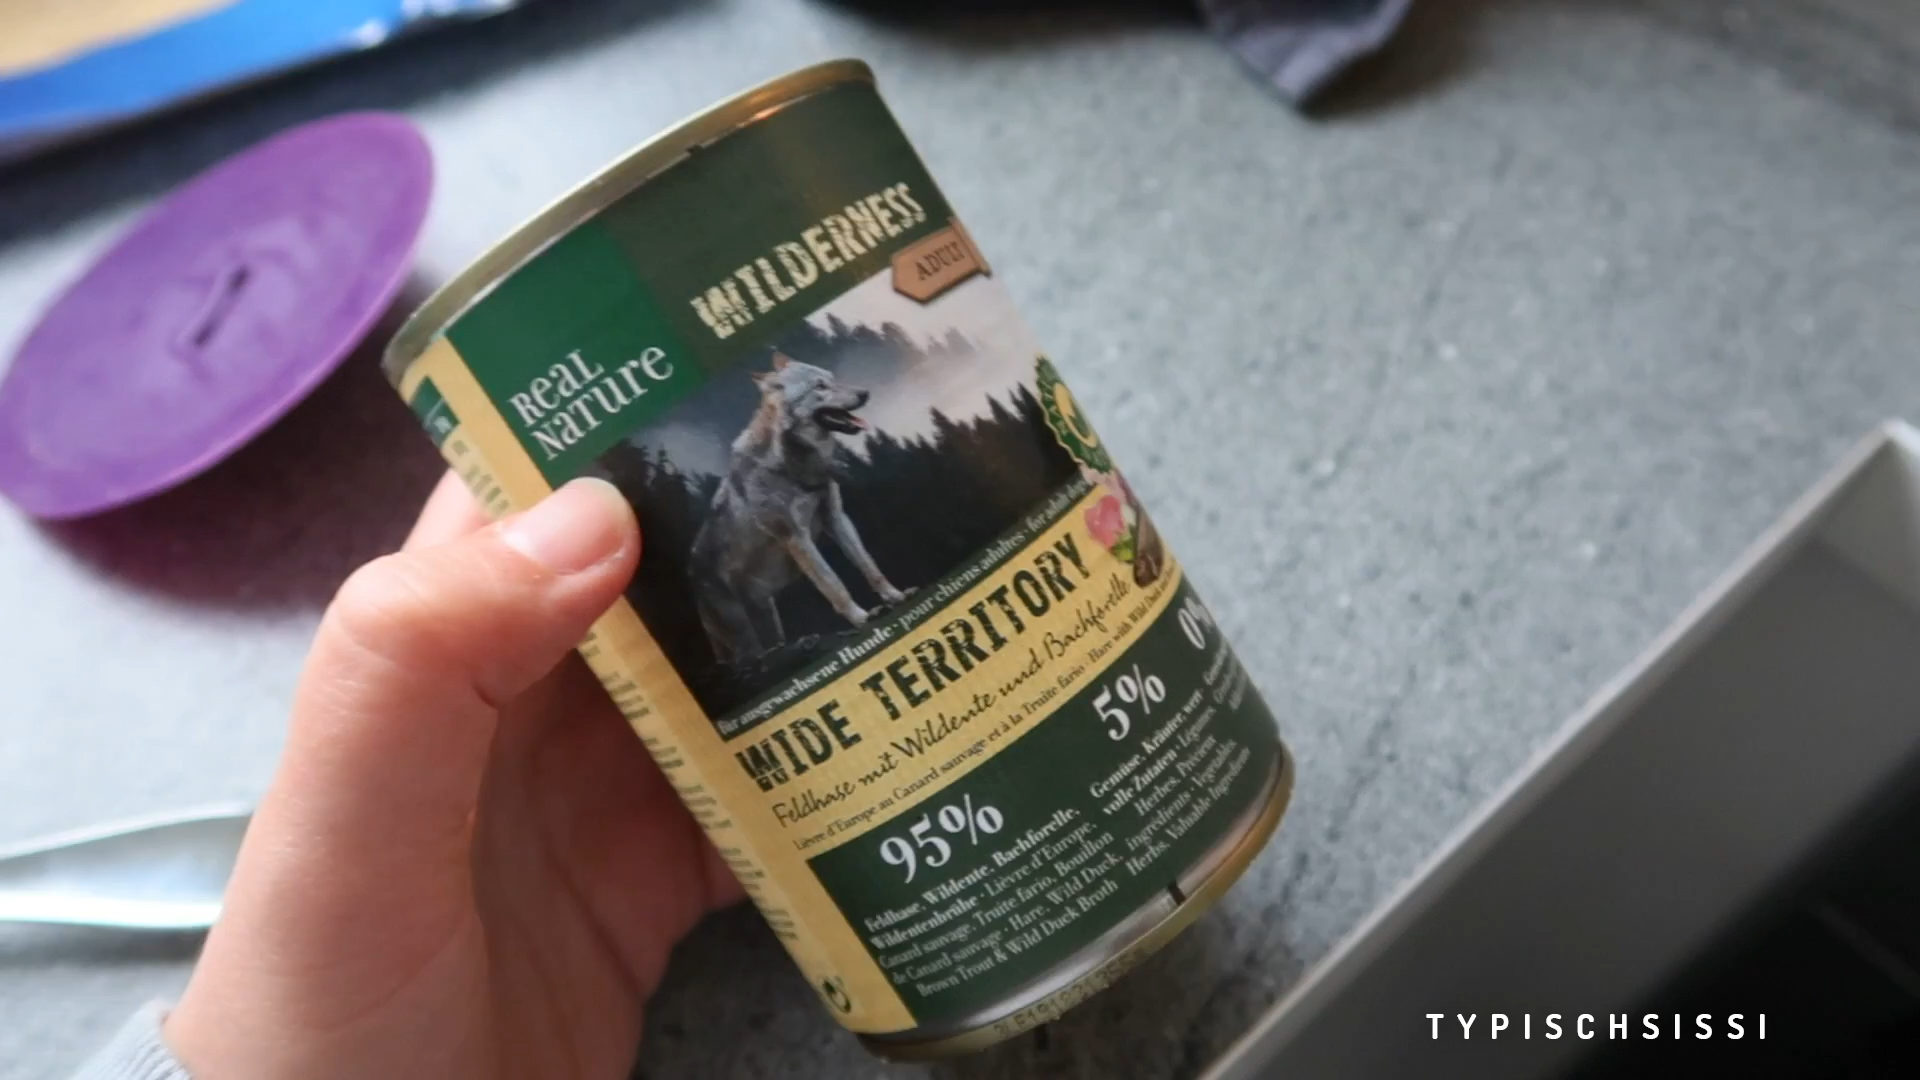 WILDERNESS
ADULT
Real
Nature
für ausgewachsene Hunde · pour chiens adultes · for adult dogs
WIDE TERRITORY
Feldhase mit Wildente und Bachforelle
Lièvre d'Europe au Canard sauvage et à la Truite fario · Hare with Wild Duck
95%
Feldhase, Wildente, Bachforelle,
Wildentenbrühe · Lièvre d'Europe,
Canard sauvage, Truite fario, Bouillon
de Canard sauvage · Hare, Wild Duck,
Brown Trout & Wild Duck Broth
5%
Gemüse, Kräuter, wert-
volle Zutaten · Légumes,
Herbes, Précieux
ingrédients · Vegetables,
Herbs, Valuable Ingredients
0%
TYPISCHSISSI